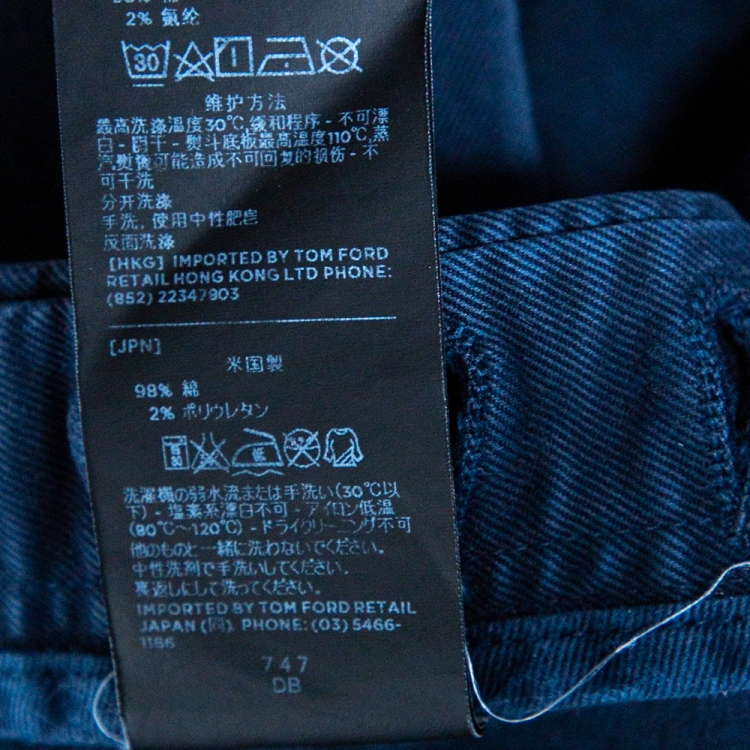 2% 氨纶
30
维护方法
最高洗涤温度30℃,缓和程序 - 不可漂
白 - 阴干 - 熨斗底板最高温度110℃,蒸
汽熨烫可能造成不可回复的损伤 - 不
可干洗
分开洗涤
手洗,使用中性肥皂
反面洗涤
[HKG] IMPORTED BY TOM FORD
RETAIL HONG KONG LTD PHONE:
(852) 22347903
[JPN]
米国製
98% 綿
2% ポリウレタン
洗濯機の弱水流または手洗い(30℃以
下) - 塩素系漂白不可 - アイロン低温
(80℃~120℃) - ドライクリーニング不可
他のものと一緒に洗わないでください。
中性洗剤で手洗いしてください。
裏返しにして洗ってください。
IMPORTED BY TOM FORD RETAIL
JAPAN (同). PHONE: (03) 5466-
1166
747
DB